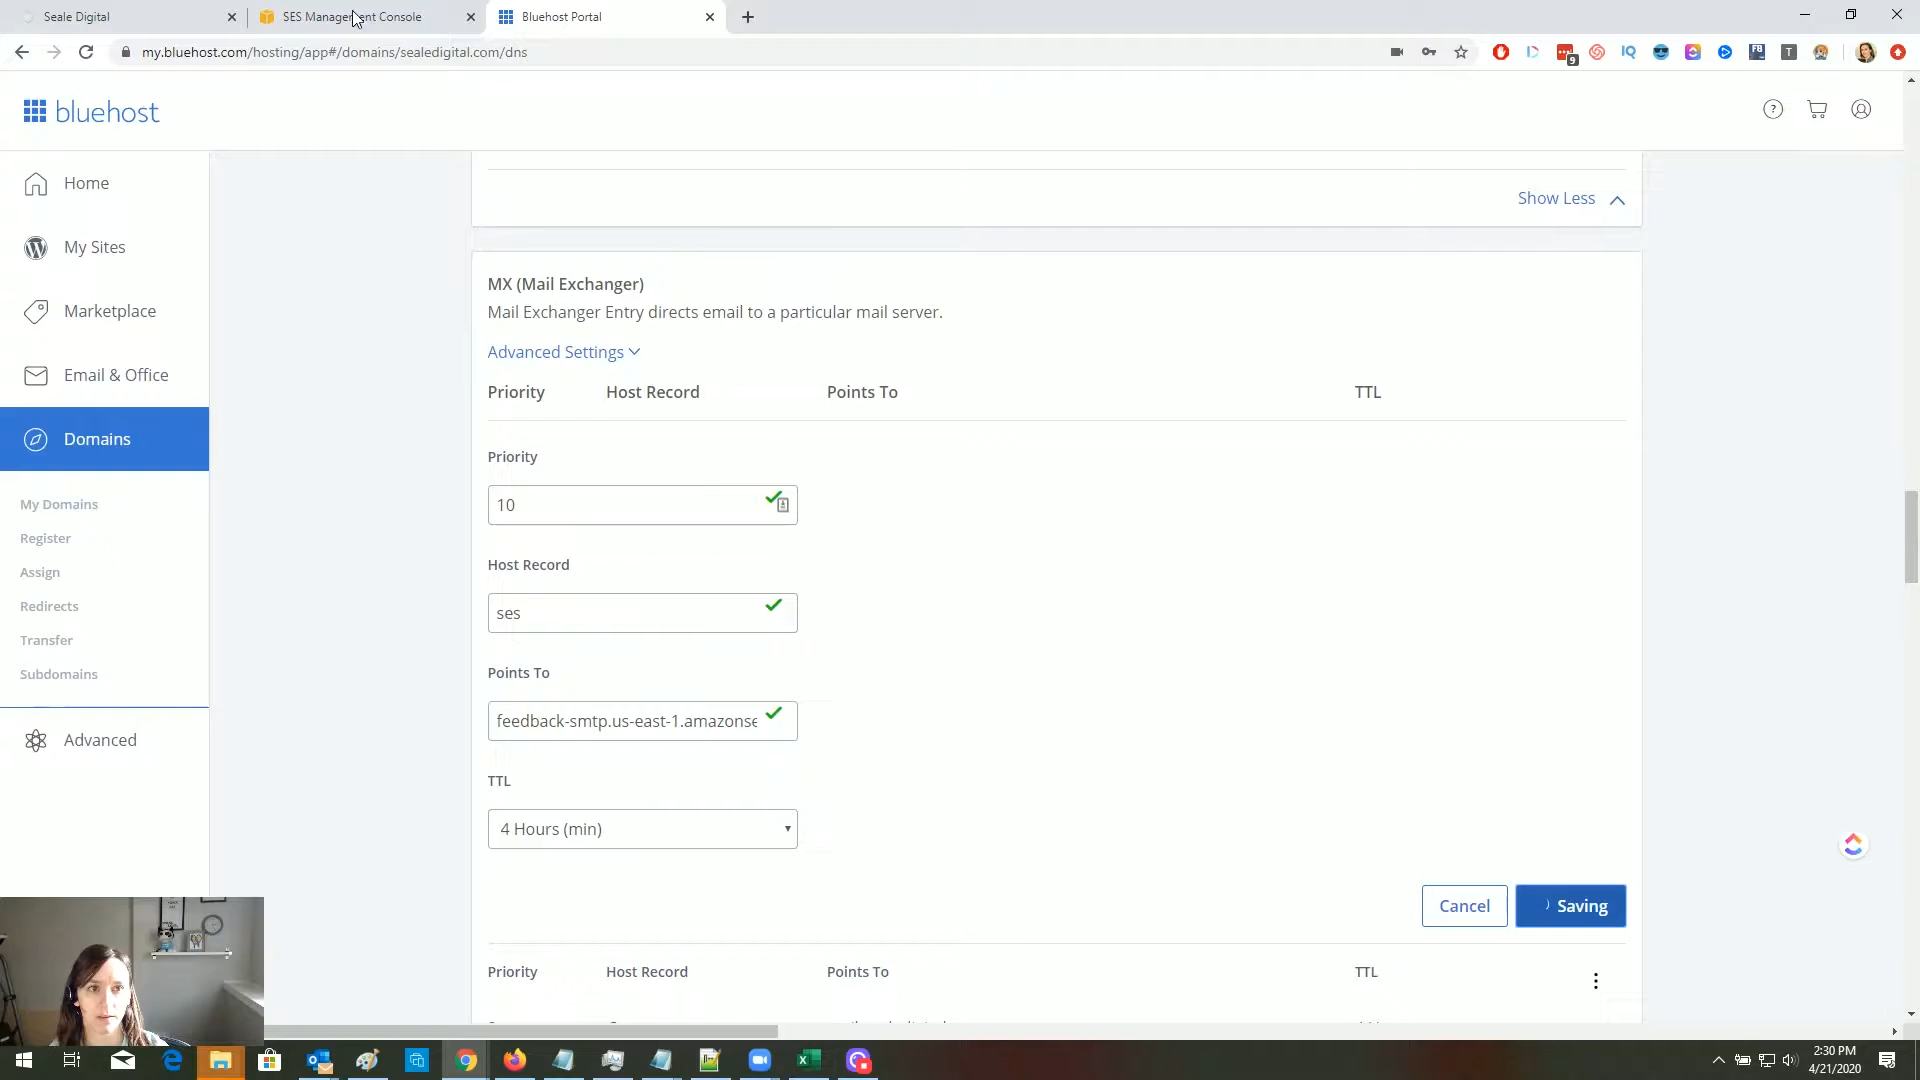 Seale Digital
SES Management Console
Bluehost Portal
my.bluehost.com/hosting/app#/domains/sealedigital.com/dns
9
FB
T
IQ
bluehost
Home
My Sites
Marketplace
Email & Office
Domains
My Domains
Register
Assign
Redirects
Transfer
Subdomains
Advanced
Show Less
MX (Mail Exchanger)
Mail Exchanger Entry directs email to a particular mail server.
Advanced Settings
Priority Host Record Points To TTL
Priority
10
Host Record
ses
Points To
feedback-smtp.us-east-1.amazonse
TTL
4 Hours (min)
Cancel
Saving
Priority Host Record Points To TTL
2:30 PM
4/21/2020